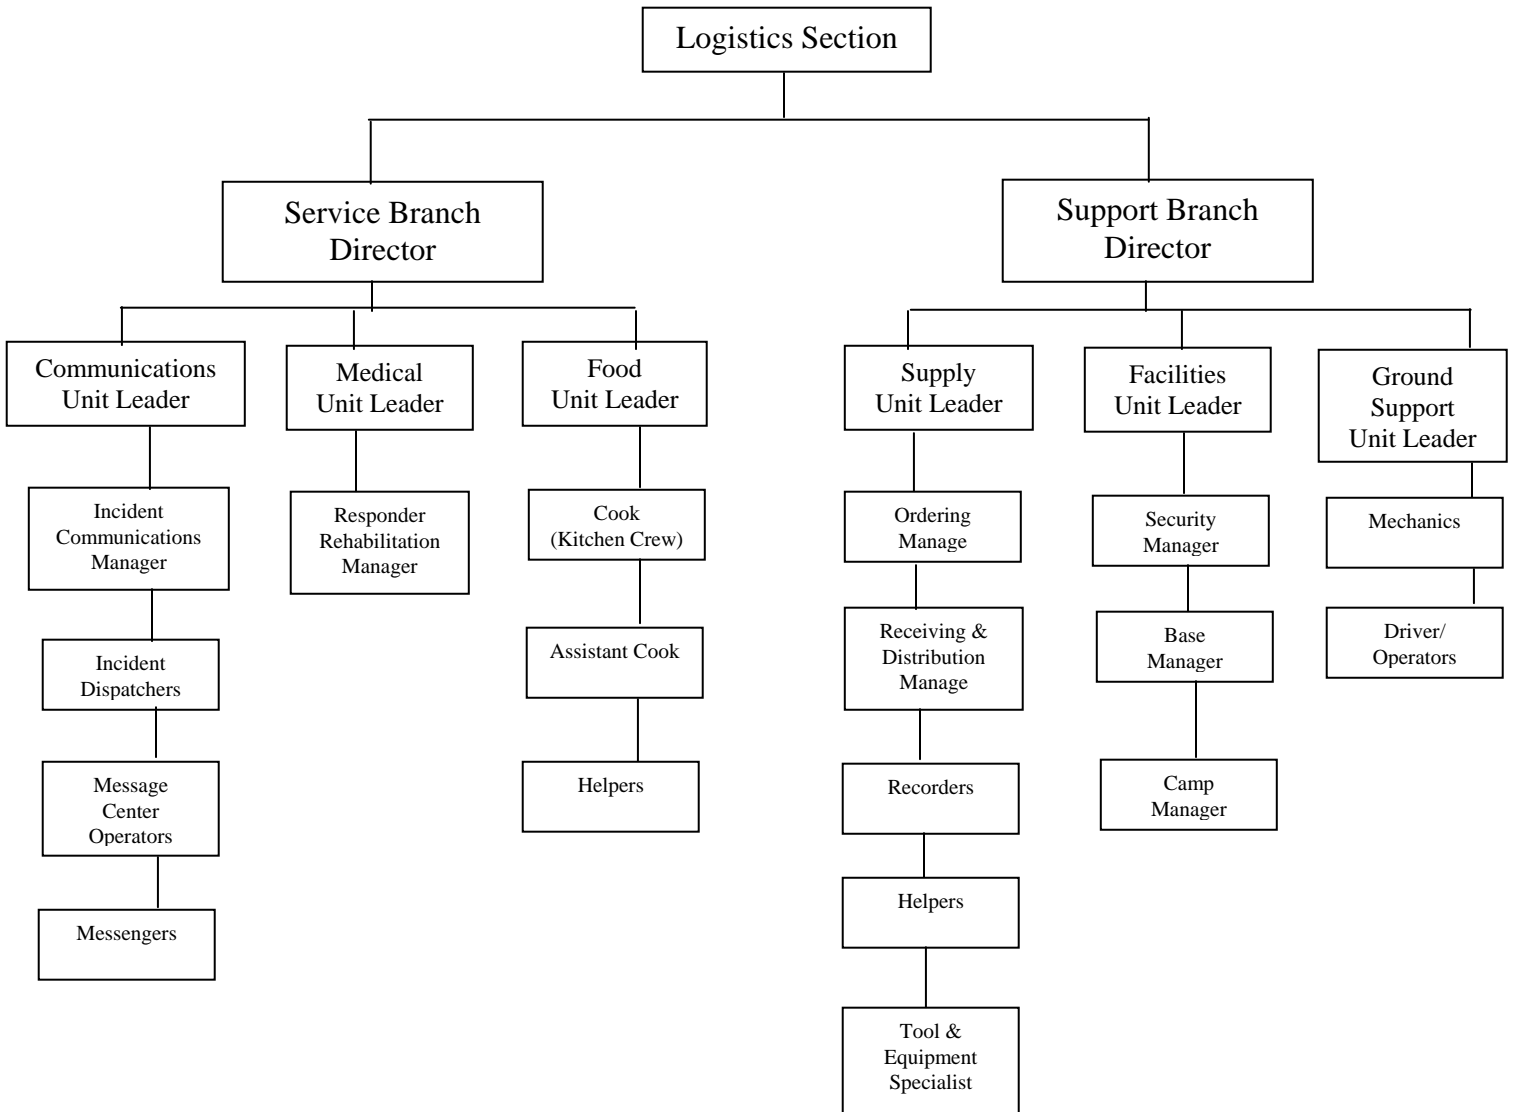 Logistics Section
Service Branch
Director
Support Branch
Director
Communications
Unit Leader
Medical
Unit Leader
Food
Unit Leader
Supply
Unit Leader
Facilities
Unit Leader
Ground
Support
Unit Leader
Incident
Communications
Manager
Responder
Rehabilitation
Manager
Cook
(Kitchen Crew)
Ordering
Manage
Security
Manager
Mechanics
Incident
Dispatchers
Assistant Cook
Receiving &
Distribution
Manage
Base
Manager
Driver/
Operators
Message
Center
Operators
Helpers
Recorders
Camp
Manager
Messengers
Helpers
Tool &
Equipment
Specialist